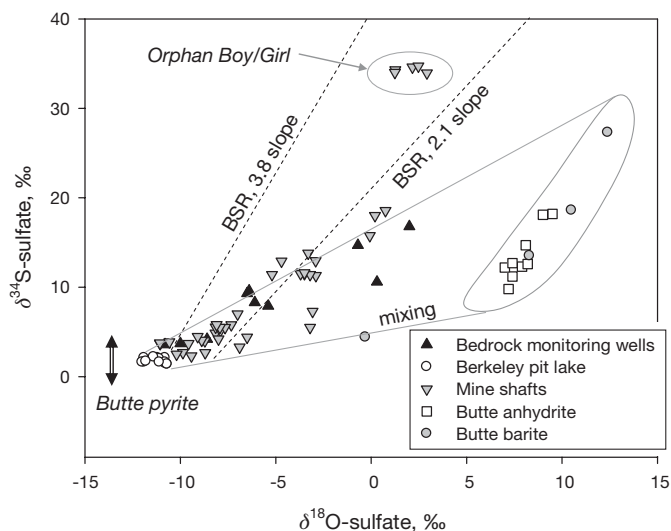 40
30
20
10
0
-15
-10
-5
0
5
10
15
δ³⁴S-sulfate, ‰
δ¹⁸O-sulfate, ‰
Orphan Boy/Girl
BSR, 3.8 slope
BSR, 2.1 slope
mixing
Butte pyrite
Bedrock monitoring wells
Berkeley pit lake
Mine shafts
Butte anhydrite
Butte barite